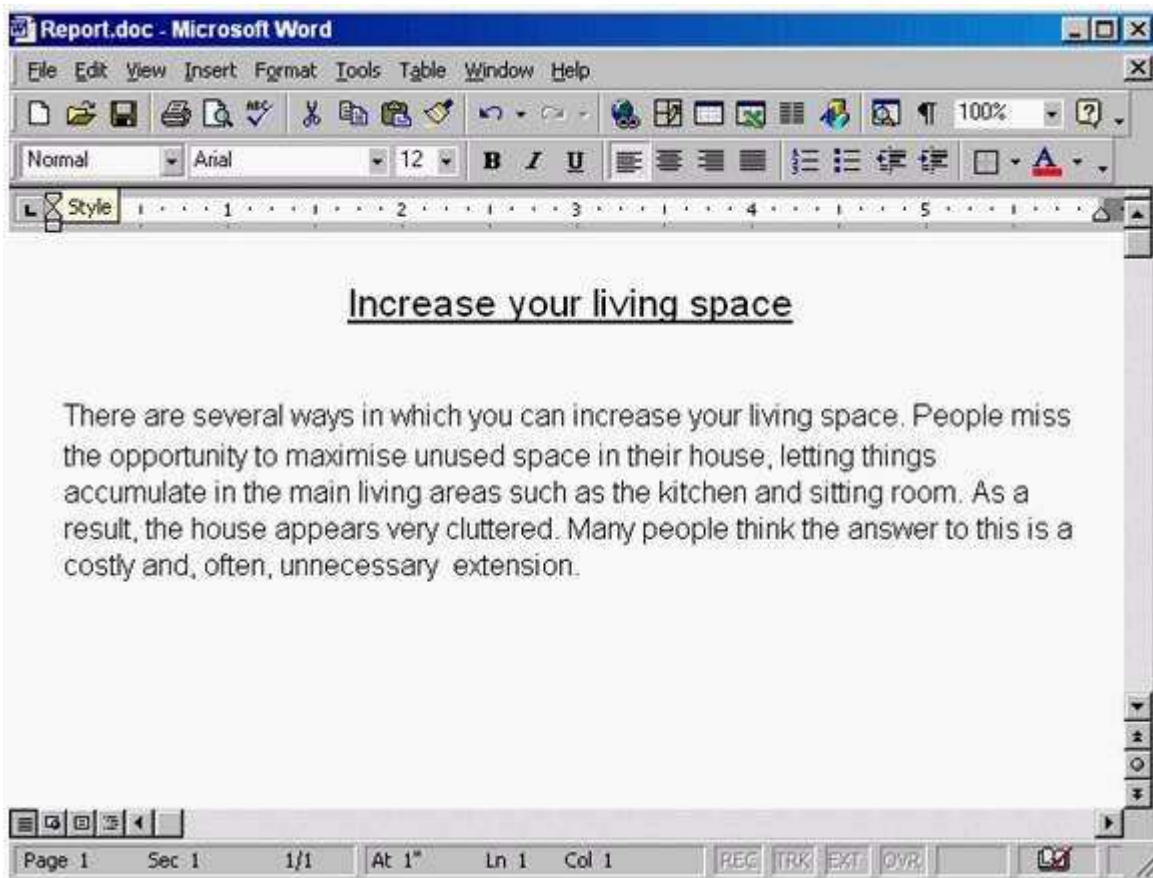 Report.doc - Microsoft Word
File Edit View Insert Format Tools Table Window Help
ABC 100%
Normal Arial 12 B I U A
L Style 1 2 3 4 5
Increase your living space
There are several ways in which you can increase your living space. People miss
the opportunity to maximise unused space in their house, letting things
accumulate in the main living areas such as the kitchen and sitting room. As a
result, the house appears very cluttered. Many people think the answer to this is a
costly and, often, unnecessary  extension.
Page 1 Sec 1 1/1 At 1" Ln 1 Col 1 REC TRK EXT OVR